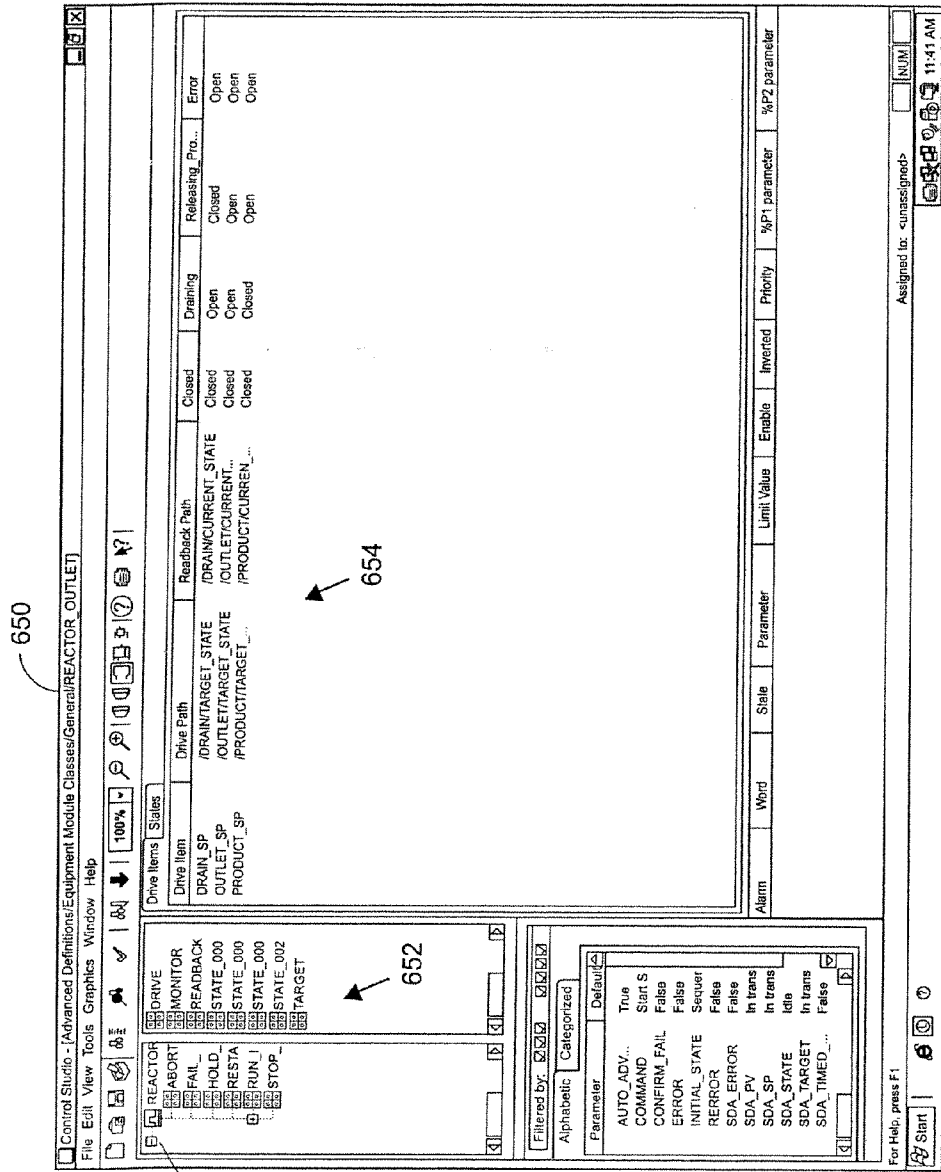 650
Control Studio - [Advanced Definitions/Equipment Module Classes/General/REACTOR_OUTLET]
File Edit View Tools Graphics Window Help
100%
REACTOR
ABORT
FAIL_
HOLD_
RESTA
RUN_I
STOP_
DRIVE
MONITOR
READBACK
STATE_000
STATE_000
STATE_000
STATE_002
TARGET
652
Drive Items States
Drive Item Drive Path Readback Path Closed Draining Releasing_Pro... Error
DRAIN_SP /DRAIN/TARGET_STATE /DRAIN/CURRENT_STATE Closed Open Closed Open
OUTLET_SP /OUTLET/TARGET_STATE /OUTLET/CURRENT... Closed Open Open Open
PRODUCT_SP /PRODUCT/TARGET_... /PRODUCT/CURREN_... Closed Closed Open Open
654
Filtered by:
Alphabetic Categorized
Parameter Default
AUTO_ADV... True
COMMAND Start S
CONFIRM_FAIL False
ERROR False
INITIAL_STATE Sequer
RERROR False
SDA_ERROR False
SDA_PV In trans
SDA_SP In trans
SDA_STATE Idle
SDA_TARGET In trans
SDA_TIMED_... False
Alarm Word State Parameter Limit Value Enable Inverted Priority %P1 parameter %P2 parameter
For Help, press F1
Assigned to: <unassigned>
NUM
Start
11:41 AM